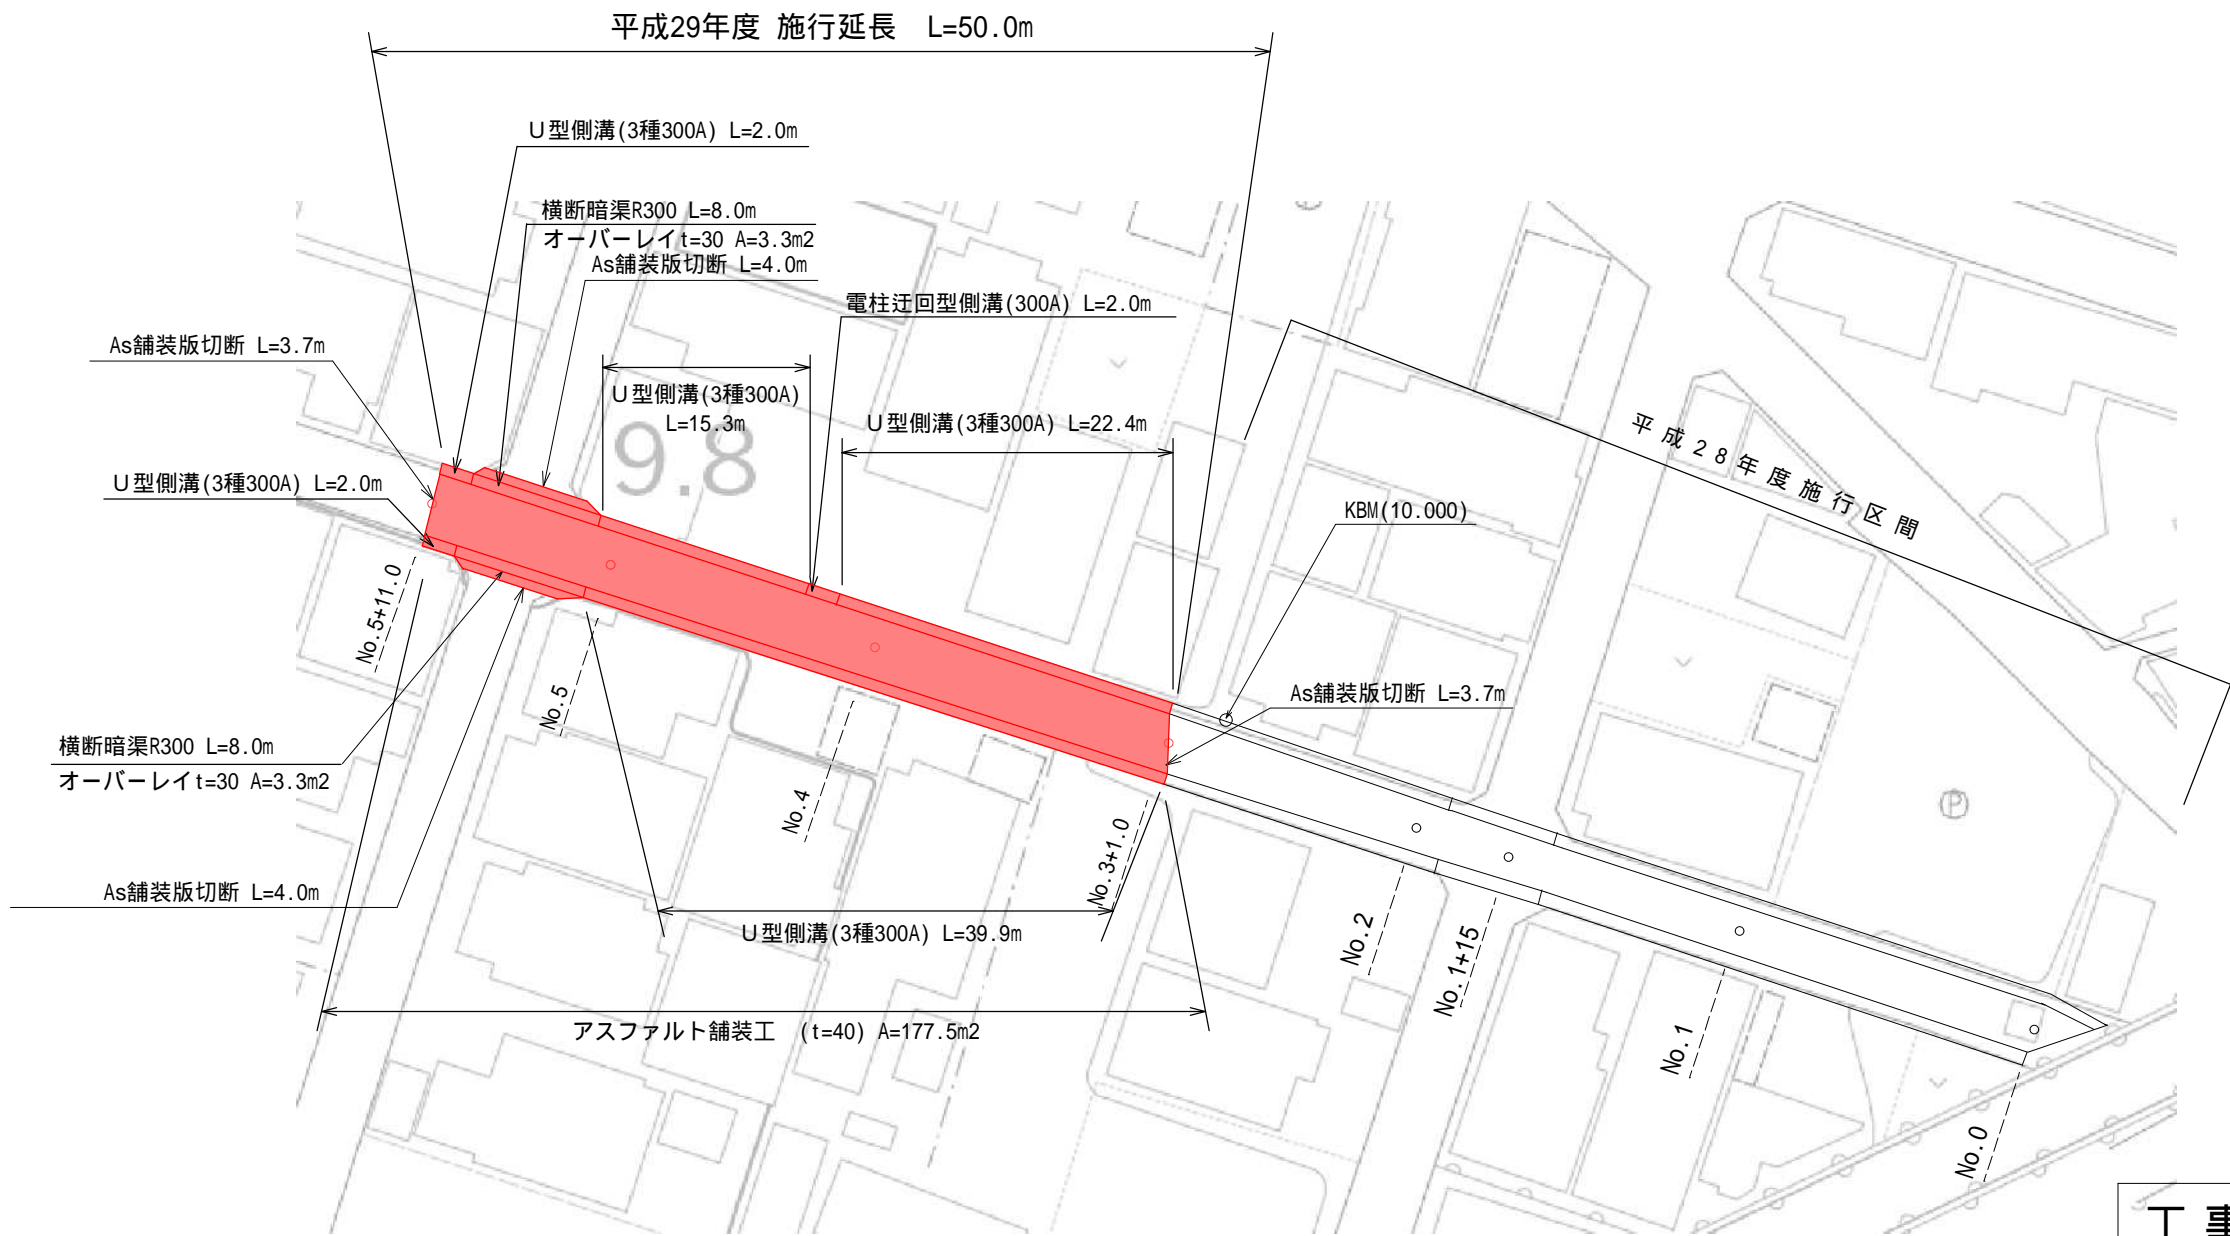 平成29年度 施行延長 L=50.0m
U型側溝(3種300A) L=2.0m
横断暗渠R300 L=8.0m
オーバーレイt=30 A=3.3m2
As舗装版切断 L=4.0m
電柱迂回型側溝(300A) L=2.0m
As舗装版切断 L=3.7m
U型側溝(3種300A)
L=15.3m
U型側溝(3種300A) L=22.4m
9.8
平成28年度施行区間
U型側溝(3種300A) L=2.0m
KBM(10.000)
No.5+11.0
No.5
As舗装版切断 L=3.7m
横断暗渠R300 L=8.0m
オーバーレイt=30 A=3.3m2
No.4
No.3+1.0
P
As舗装版切断 L=4.0m
U型側溝(3種300A) L=39.9m
No.2
No.1+15
アスファルト舗装工 (t=40) A=177.5m2
No.1
No.0
工事